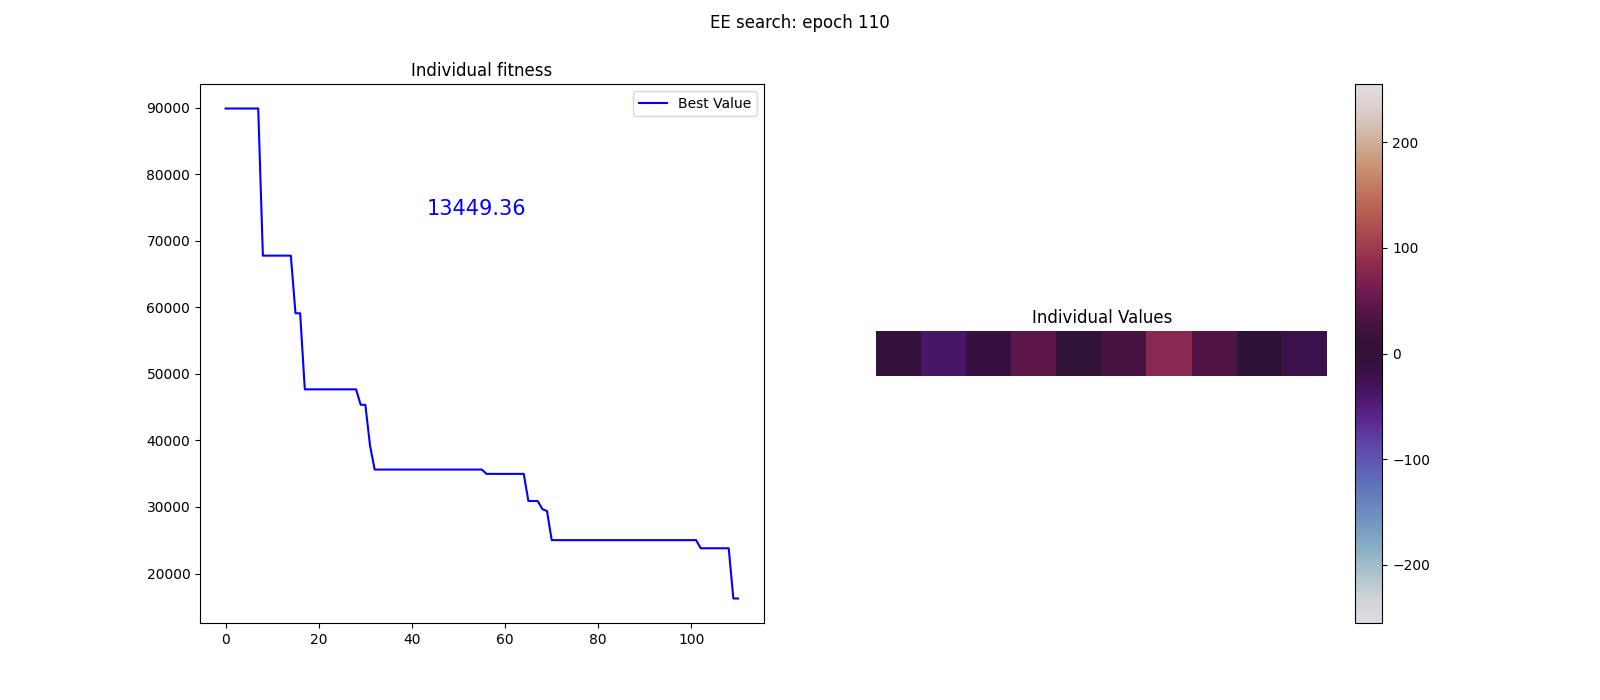 EE search: epoch 110
Individual fitness
Best Value
13449.36
90000
80000
70000
60000
50000
40000
30000
20000
0 20 40 60 80 100
Individual Values
200
100
0
−100
−200